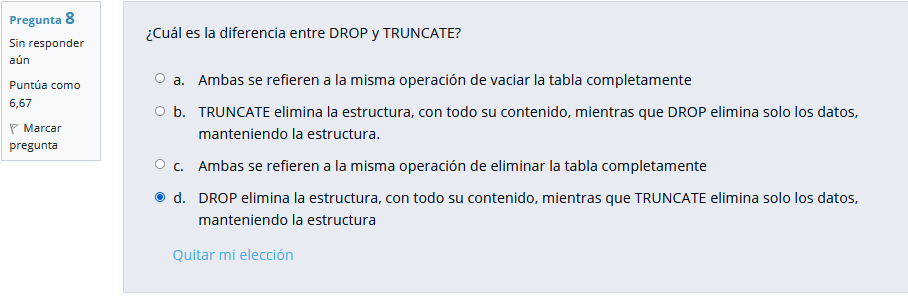 Pregunta 8
Sin responder
aún
Puntúa como
6,67
Marcar
pregunta
¿Cuál es la diferencia entre DROP y TRUNCATE?
a. Ambas se refieren a la misma operación de vaciar la tabla completamente
b. TRUNCATE elimina la estructura, con todo su contenido, mientras que DROP elimina solo los datos,
manteniendo la estructura.
c. Ambas se refieren a la misma operación de eliminar la tabla completamente
d. DROP elimina la estructura, con todo su contenido, mientras que TRUNCATE elimina solo los datos,
manteniendo la estructura
Quitar mi elección